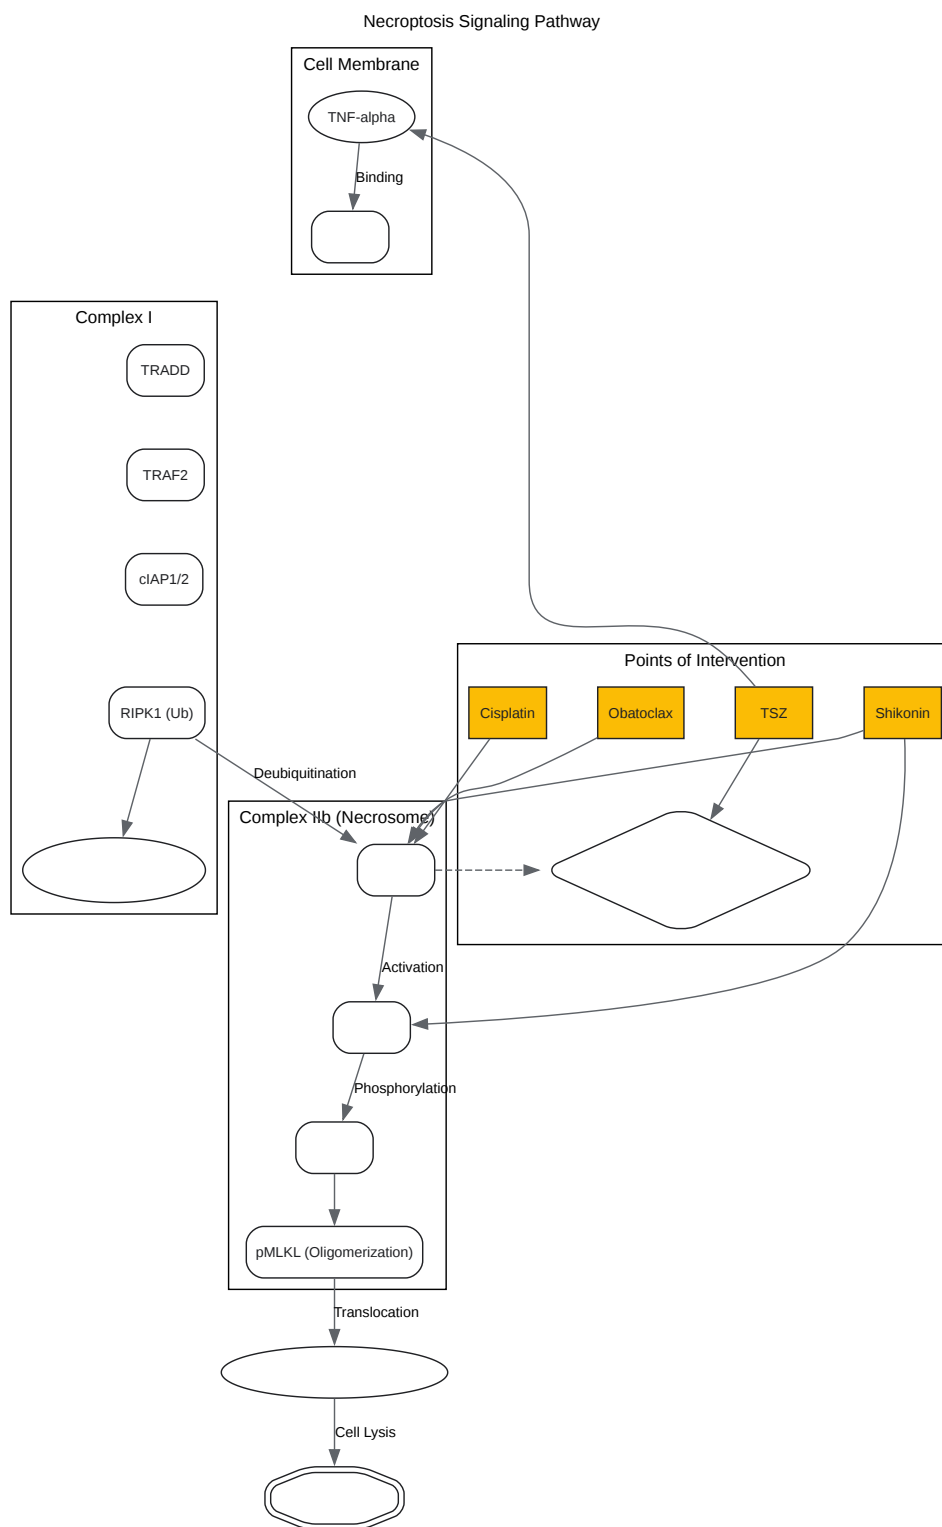 Necroptosis Signaling Pathway
Cell Membrane
TNF-alpha
Binding
Complex I
TRADD
TRAF2
cIAP1/2
RIPK1 (Ub)
Deubiquitination
Points of Intervention
Cisplatin
Obatoclax
TSZ
Shikonin
Complex IIb (Necrosome)
Activation
Phosphorylation
pMLKL (Oligomerization)
Translocation
Cell Lysis